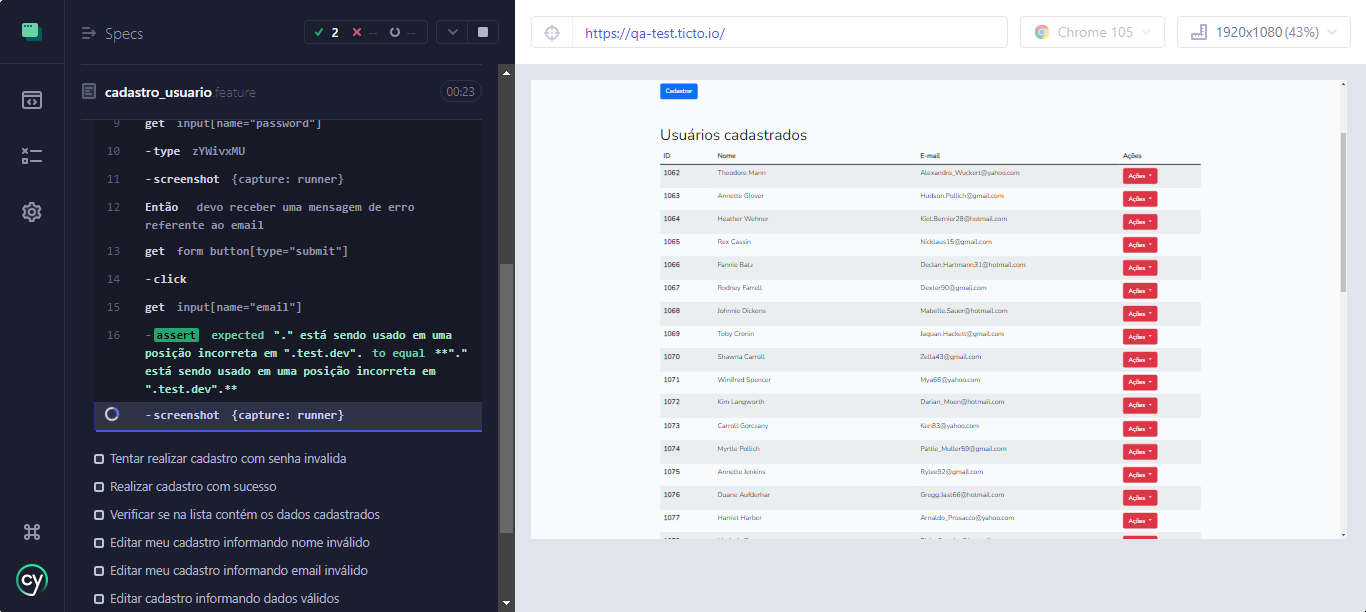 Specs
2
--
--
cadastro_usuario.feature
00:23
9 get input[name="password"]
10 -type zYWivxMU
11 -screenshot {capture: runner}
12 Então devo receber uma mensagem de erro
referente ao email
13 get form button[type="submit"]
14 -click
15 get input[name="email"]
16 -assert expected "." está sendo usado em uma
posição incorreta em ".test.dev". to equal **"."
está sendo usado em uma posição incorreta em
".test.dev".**
-screenshot {capture: runner}
Tentar realizar cadastro com senha invalida
Realizar cadastro com sucesso
Verificar se na lista contém os dados cadastrados
Editar meu cadastro informando nome inválido
Editar meu cadastro informando email inválido
Editar cadastro informando dados válidos
cy
https://qa-test.ticto.io/
Chrome 105
1920x1080 (43%)
Cadastrar
Usuários cadastrados
ID Nome E-mail Ações
1062 Theodore Mann Alexandro_Wuckert@yahoo.com Ações
1063 Annette Glover Hudson.Pollich@gmail.com Ações
1064 Heather Wehner Kiel.Bernier28@hotmail.com Ações
1065 Rex Cassin Nicklaus15@gmail.com Ações
1066 Fannie Batz Declan.Hartmann31@hotmail.com Ações
1067 Rodney Farrell Dexter90@gmail.com Ações
1068 Johnnie Dickens Mabelle.Sauer@hotmail.com Ações
1069 Toby Cronin Jaquan.Hackett@gmail.com Ações
1070 Shawna Carroll Zella43@gmail.com Ações
1071 Winifred Spencer Mya66@yahoo.com Ações
1072 Kim Langworth Darian_Moen@hotmail.com Ações
1073 Carroll Gorczany Ken83@yahoo.com Ações
1074 Myrtle Pollich Pattie_Muller59@gmail.com Ações
1075 Annette Jenkins Rylee92@gmail.com Ações
1076 Duane Aufderhar Gregg.Jast66@hotmail.com Ações
1077 Harriet Harber Arnaldo_Prosacco@yahoo.com Ações